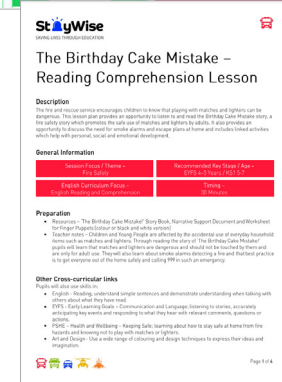 StayWise
SAVING LIVES THROUGH EDUCATION
The Birthday Cake Mistake –
Reading Comprehension Lesson
Description
The fire and rescue service encourages children to know that playing with matches and lighters can be
dangerous. This lesson plan provides an opportunity to listen to and read the Birthday Cake Mistake story, a
fire safety story which promotes the safe use of matches and lighters by adults. It also provides an
opportunity to discuss the need for smoke alarms and escape plans at home and includes linked activities
which help with personal, social and emotional development.
General Information
Session Focus / Theme –
Fire Safety
Recommended Key Stage / Age –
EYFS 4-5 Years / KS1 5-7
English Curriculum Focus –
English Reading and Comprehension
Timing –
30 Minutes
Preparation
• Resources – 'The Birthday Cake Mistake!' Story Book, Narrative Support Document and Worksheet
for Finger Puppets (colour or black and white version)
• Teacher notes – Children and Young People are affected by the accidental use of everyday household
items such as matches and lighters. Through reading the story of 'The Birthday Cake Mistake!'
pupils will learn that matches and lighters are dangerous and should not be touched by them and
are only for adult use. They will also learn about smoke alarms detecting a fire and that best practice
is to get everyone out of the home safely and calling 999 in such an emergency.
Other Cross-curricular links
Pupils will also use skills in:
• English - Reading; understand simple sentences and demonstrate understanding when talking with
others about what they have read.
• EYFS - Early Learning Goals – Communication and Language; listening to stories, accurately
anticipating key events and responding to what they hear with relevant comments, questions or
actions.
• PSHE – Health and Wellbeing - Keeping Safe; learning about how to stay safe at home from fire
hazards and knowing not to play with matches or lighters.
• Art and Design - Use a wide range of colouring and design techniques to express their ideas and
imagination.
Page 1 of 4